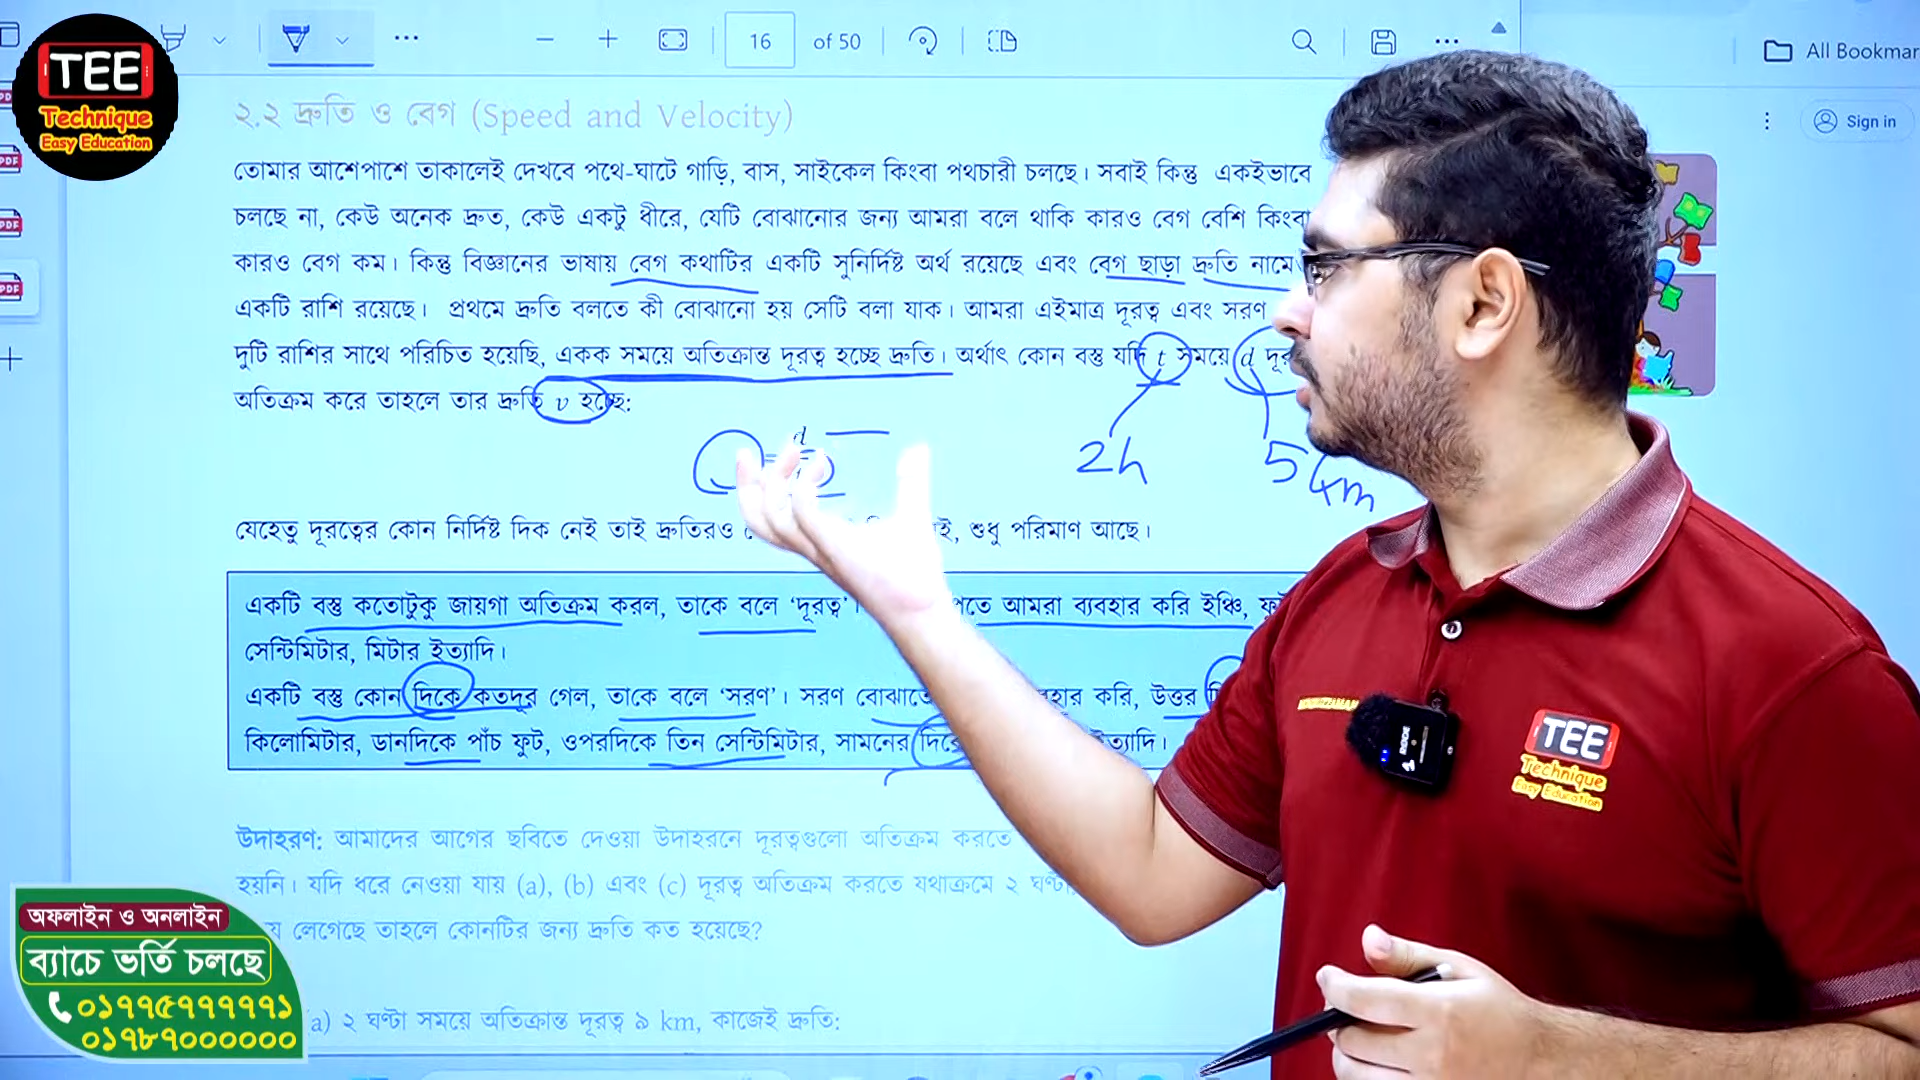 TEE
Technique
Easy Education
16 of 50
All Bookmar
Sign in
২.২ দ্রুতি ও বেগ (Speed and Velocity)
তোমার আশেপাশে তাকালেই দেখবে পথে-ঘাটে গাড়ি, বাস, সাইকেল কিংবা পথচারী চলছে। সবাই কিন্তু একইভাবে
চলছে না, কেউ অনেক দ্রুত, কেউ একটু ধীরে, যেটি বোঝানোর জন্য আমরা বলে থাকি কারও বেগ বেশি কিংবা
কারও বেগ কম। কিন্তু বিজ্ঞানের ভাষায় বেগ কথাটির একটি সুনির্দিষ্ট অর্থ রয়েছে এবং বেগ ছাড়া দ্রুতি নামে
একটি রাশি রয়েছে। প্রথমে দ্রুতি বলতে কী বোঝানো হয় সেটি বলা যাক। আমরা এইমাত্র দূরত্ব এবং সরণ
দুটি রাশির সাথে পরিচিত হয়েছি, একক সময়ে অতিক্রান্ত দূরত্ব হচ্ছে দ্রুতি। অর্থাৎ কোন বস্তু যদি t সময়ে d দূর
অতিক্রম করে তাহলে তার দ্রুতি v হচ্ছে:
d
2h 5 km
যেহেতু দূরত্বের কোন নির্দিষ্ট দিক নেই তাই দ্রুতিরও ই, শুধু পরিমাণ আছে।
একটি বস্তু কতোটুকু জায়গা অতিক্রম করল, তাকে বলে ‘দূরত্ব’। তে আমরা ব্যবহার করি ইঞ্চি, ফু
সেন্টিমিটার, মিটার ইত্যাদি।
একটি বস্তু কোন দিকে কতদূর গেল, তাকে বলে ‘সরণ’। সরণ বোঝাতে হার করি, উত্তর দি
কিলোমিটার, ডানদিকে পাঁচ ফুট, ওপরদিকে তিন সেন্টিমিটার, সামনের দিকে ইত্যাদি।
উদাহরণ: আমাদের আগের ছবিতে দেওয়া উদাহরনে দূরত্বগুলো অতিক্রম করতে
হয়নি। যদি ধরে নেওয়া যায় (a), (b) এবং (c) দূরত্ব অতিক্রম করতে যথাক্রমে ২ ঘণ্টা
য় লেগেছে তাহলে কোনটির জন্য দ্রুতি কত হয়েছে?
a) ২ ঘণ্টা সময়ে অতিক্রান্ত দূরত্ব ৯ km, কাজেই দ্রুতি:
RODE
TEE
Technique
Easy Education
অফলাইন ও অনলাইন
ব্যাচে ভর্তি চলছে
০১৭৭৫৭৭৭৭৭১
০১৭৮৭০০০০০০